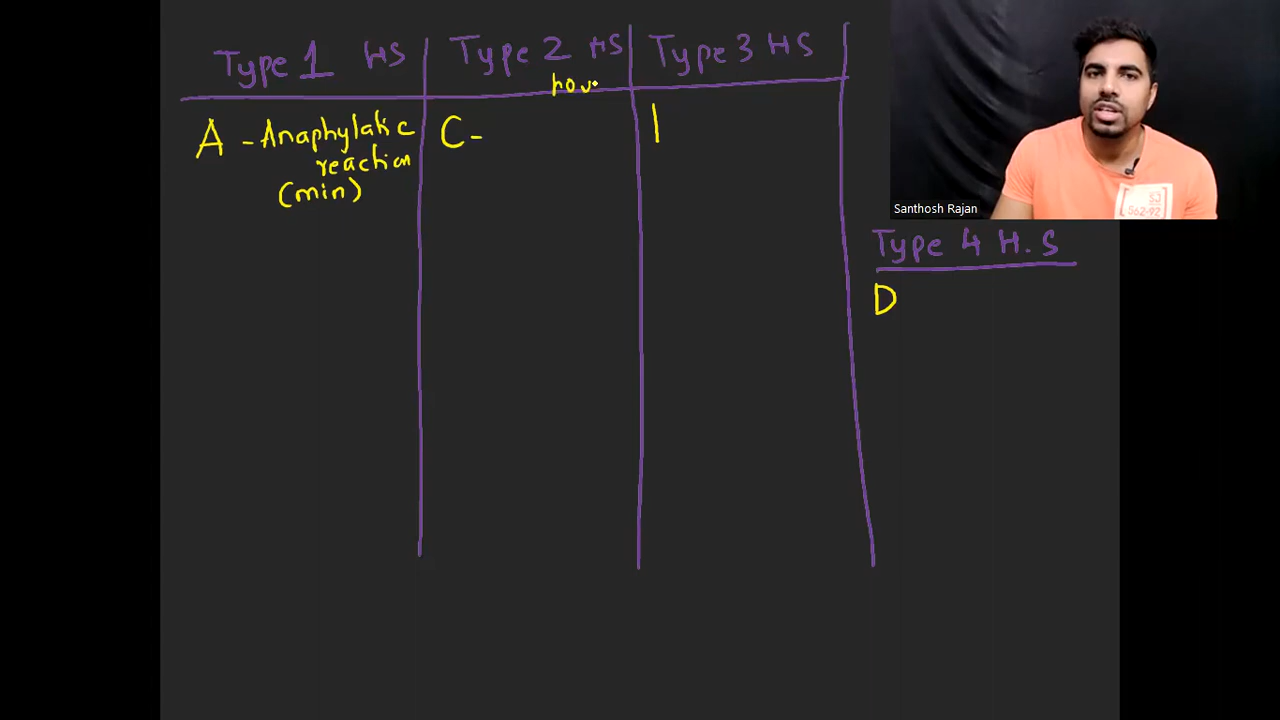 Type 1 HS
Type 2 HS
Type 3 HS
hou
A - Anaphylatic
reaction
(min)
C -
I
Santhosh Rajan
Type 4 H.S
D